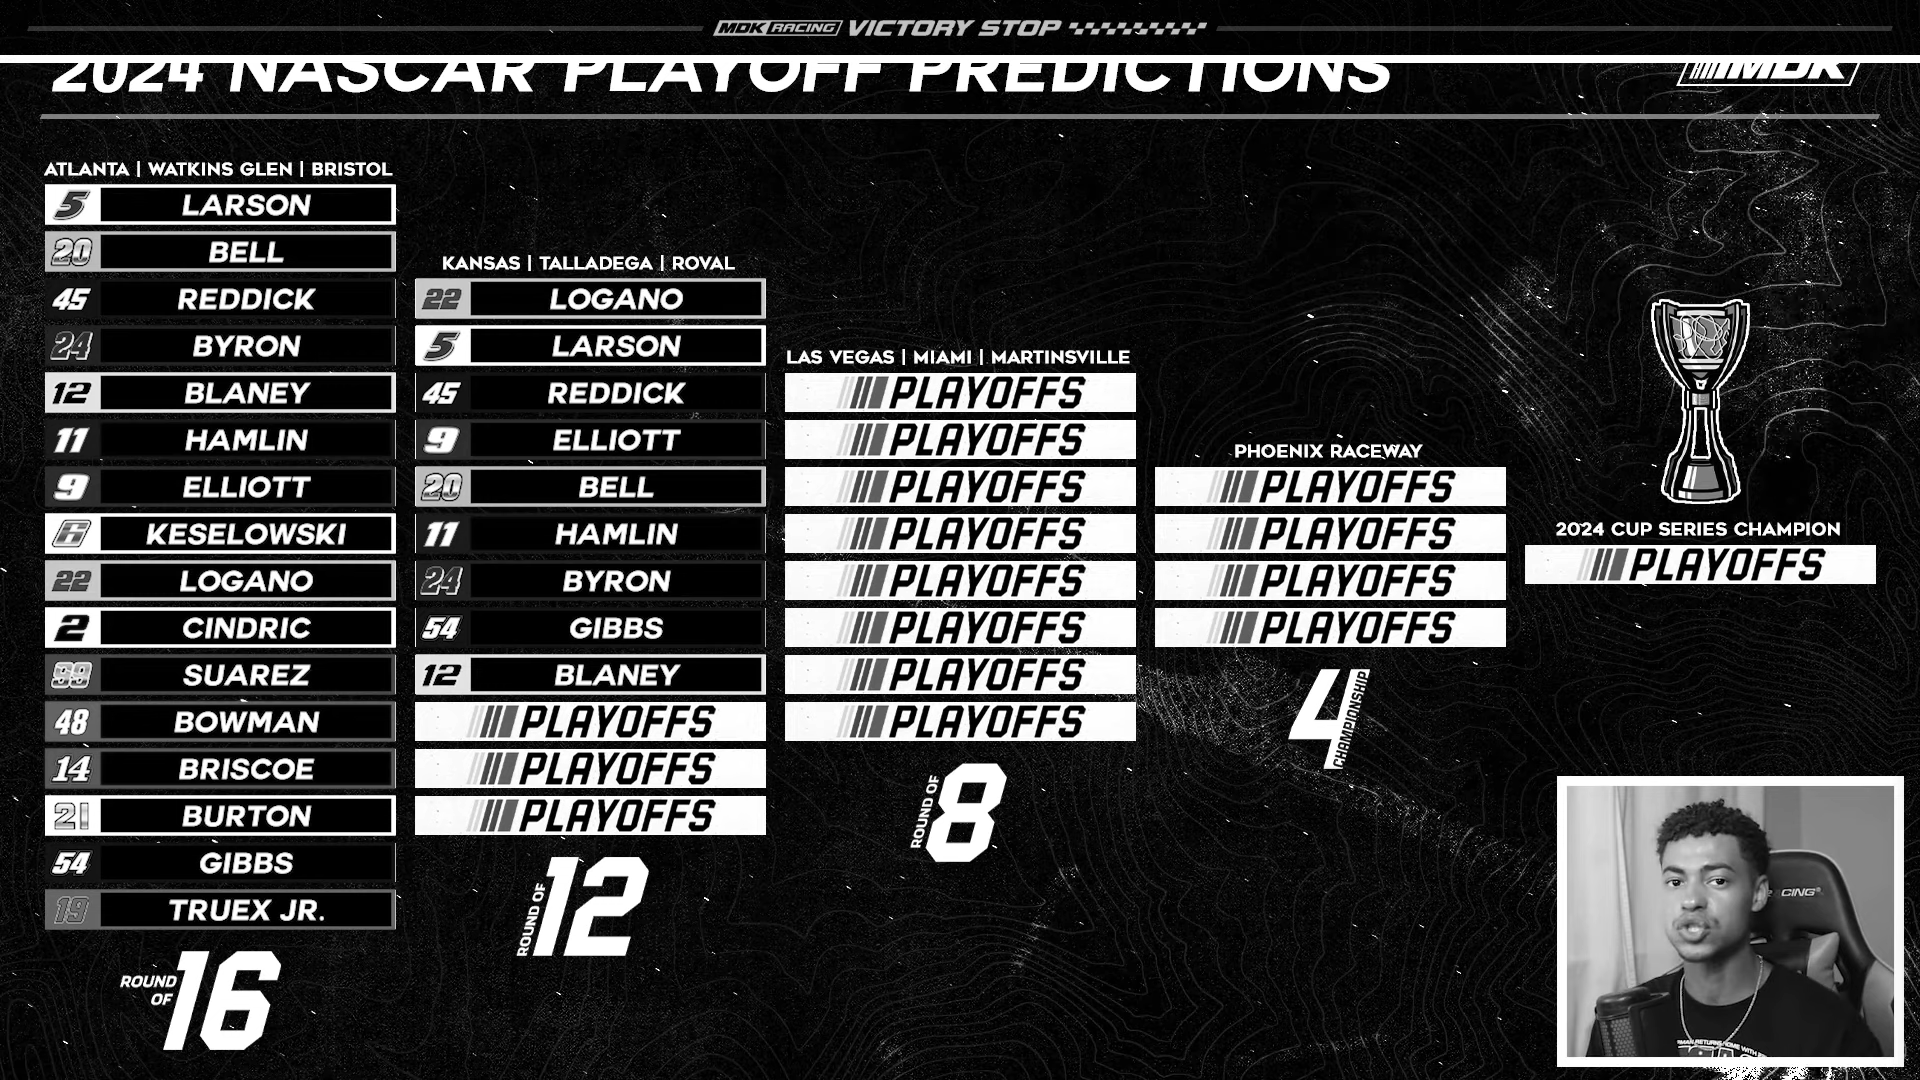 MDK RACING VICTORY STOP
2024 NASCAR PLAYOFF PREDICTIONS
MDK
ATLANTA | WATKINS GLEN | BRISTOL
5 LARSON
20 BELL
45 REDDICK
24 BYRON
12 BLANEY
11 HAMLIN
9 ELLIOTT
6 KESELOWSKI
22 LOGANO
2 CINDRIC
99 SUAREZ
48 BOWMAN
14 BRISCOE
21 BURTON
54 GIBBS
19 TRUEX JR.
ROUND OF 16
KANSAS | TALLADEGA | ROVAL
22 LOGANO
5 LARSON
45 REDDICK
9 ELLIOTT
20 BELL
11 HAMLIN
24 BYRON
54 GIBBS
12 BLANEY
PLAYOFFS
PLAYOFFS
PLAYOFFS
ROUND OF 12
LAS VEGAS | MIAMI | MARTINSVILLE
PLAYOFFS
PLAYOFFS
PLAYOFFS
PLAYOFFS
PLAYOFFS
PLAYOFFS
PLAYOFFS
PLAYOFFS
ROUND OF 8
PHOENIX RACEWAY
PLAYOFFS
PLAYOFFS
PLAYOFFS
PLAYOFFS
CHAMPIONSHIP 4
2024 CUP SERIES CHAMPION
PLAYOFFS
CING